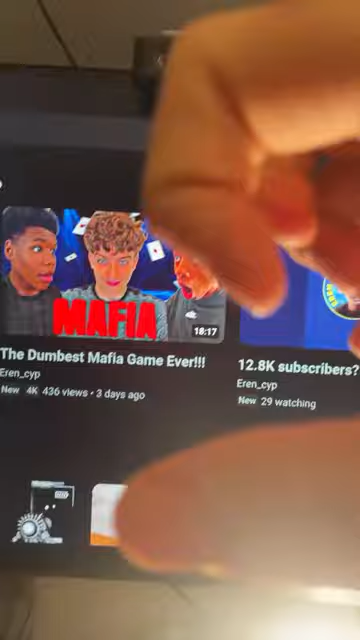 MAFIA
18:17
The Dumbest Mafia Game Ever!!!
Eren_cyp
New 4K 436 views • 3 days ago
12.8K subscribers?
Eren_cyp
New 29 watching